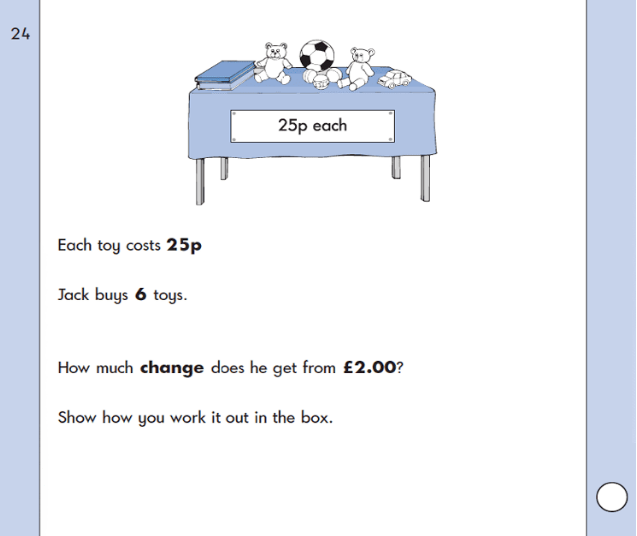 24
25p each
Each toy costs 25p
Jack buys 6 toys.
How much change does he get from £2.00?
Show how you work it out in the box.